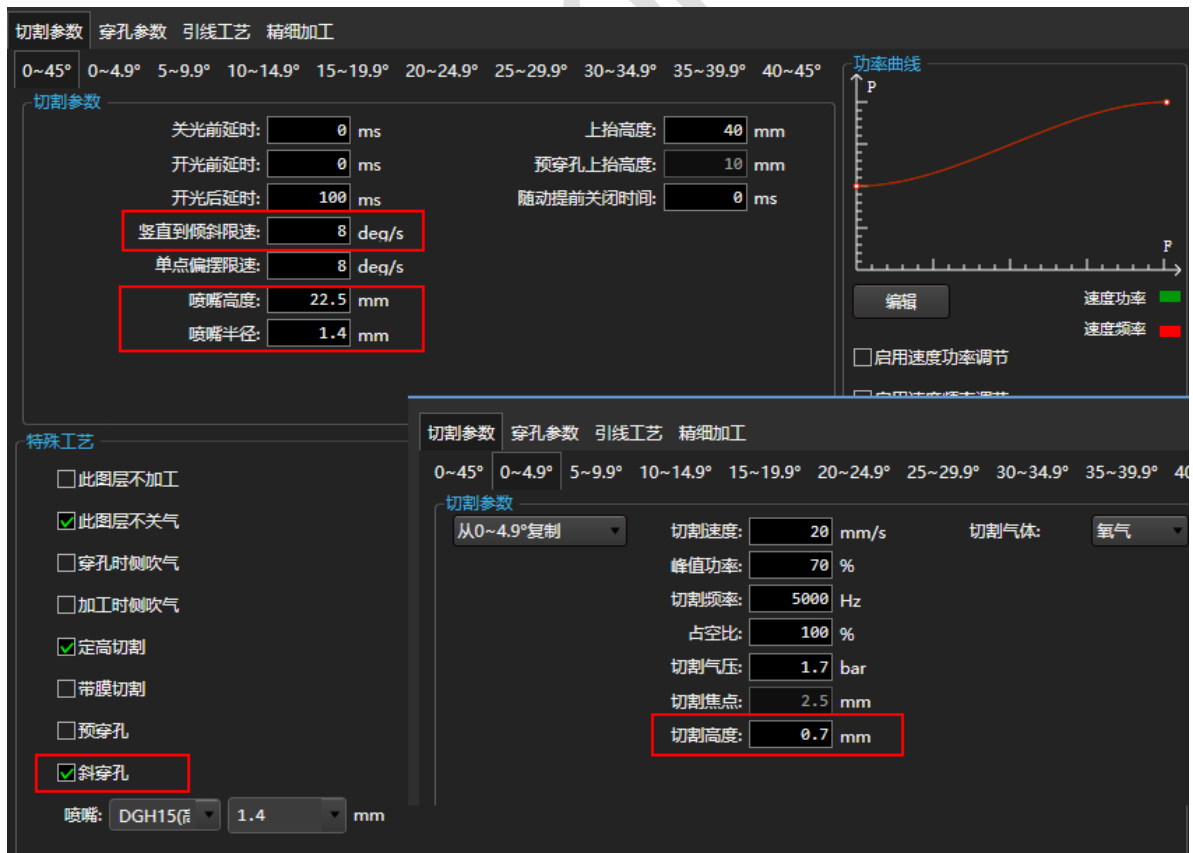 切割参数 穿孔参数 引线工艺 精细加工
0~45° 0~4.9° 5~9.9° 10~14.9° 15~19.9° 20~24.9° 25~29.9° 30~34.9° 35~39.9° 40~45°
切割参数
关光前延时: 0 ms 上抬高度: 40 mm
开光前延时: 0 ms 预穿孔上抬高度: 10 mm
开光后延时: 100 ms 随动提前关闭时间: 0 ms
竖直到倾斜限速: 8 deg/s
单点偏摆限速: 8 deg/s
喷嘴高度: 22.5 mm
喷嘴半径: 1.4 mm
功率曲线
P
F
编辑
速度功率
速度频率
启用速度功率调节
启用速度频率调节
特殊工艺
此图层不加工
此图层不关气
穿孔时侧吹气
加工时侧吹气
定高切割
带膜切割
预穿孔
斜穿孔
喷嘴: DGH15( 1.4 mm
切割参数 穿孔参数 引线工艺 精细加工
0~45° 0~4.9° 5~9.9° 10~14.9° 15~19.9° 20~24.9° 25~29.9° 30~34.9° 35~39.9° 40
切割参数
从0~4.9°复制 切割速度: 20 mm/s 切割气体: 氧气
峰值功率: 70 %
切割频率: 5000 Hz
占空比: 100 %
切割气压: 1.7 bar
切割焦点: 2.5 mm
切割高度: 0.7 mm